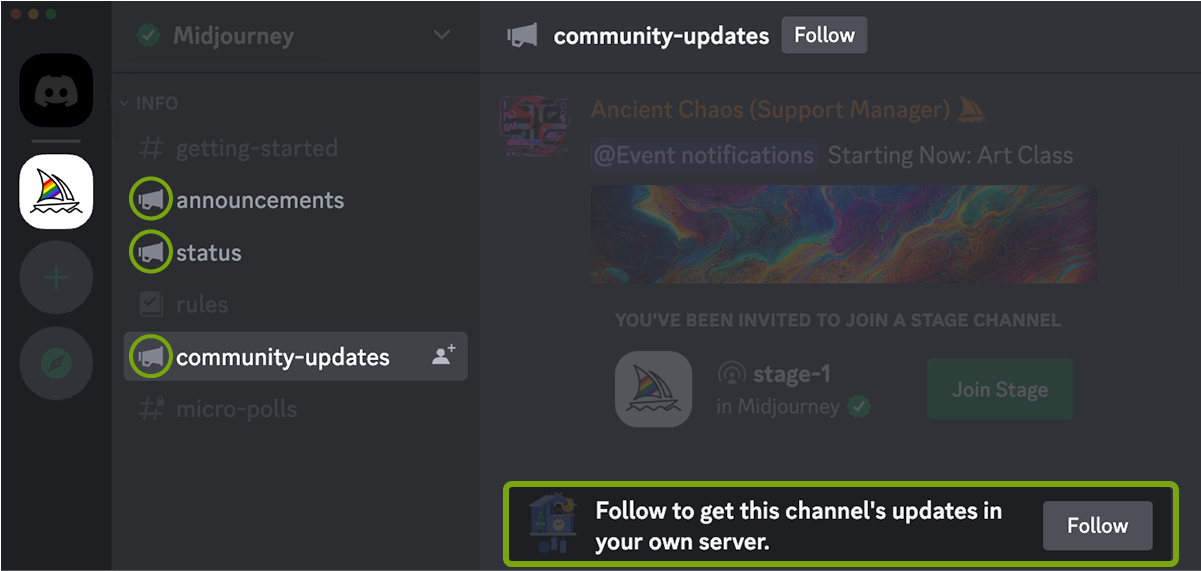 Midjourney
INFO
getting-started
announcements
status
rules
community-updates
micro-polls
community-updates Follow
Ancient Chaos (Support Manager)
@Event notifications Starting Now: Art Class
YOU'VE BEEN INVITED TO JOIN A STAGE CHANNEL
stage-1
in Midjourney
Join Stage
Follow to get this channel's updates in
your own server.
Follow